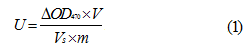 U = ΔOD₄₇₀×V / Vₛ×m (1)